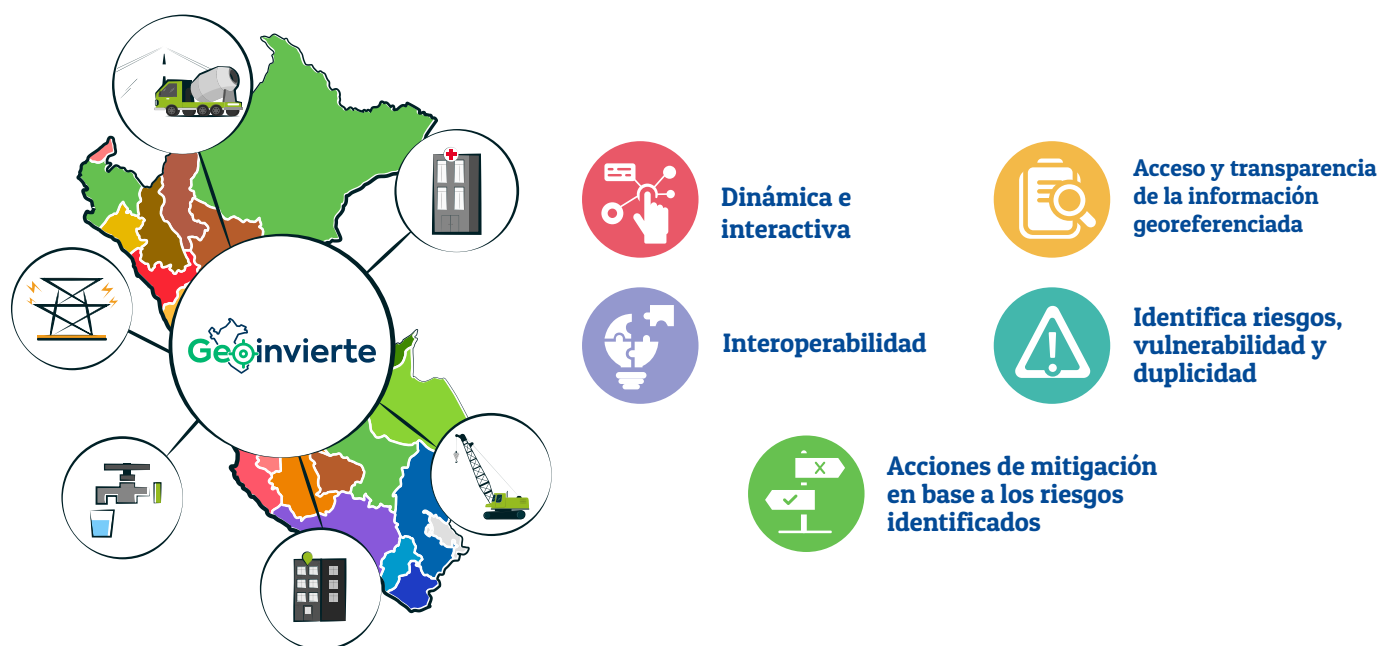 Geoinvierte
Dinámica e
interactiva
Acceso y transparencia
de la información
georeferenciada
Interoperabilidad
Identifica riesgos,
vulnerabilidad y
duplicidad
Acciones de mitigación
en base a los riesgos
identificados